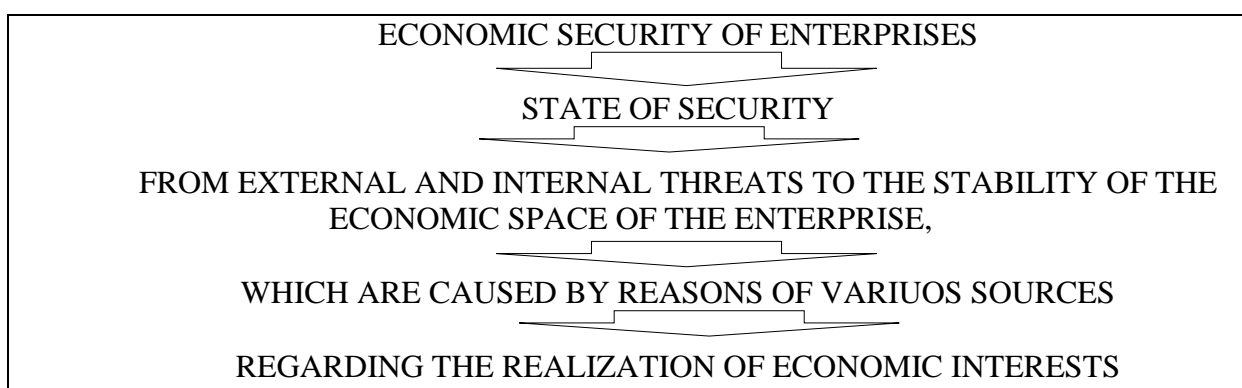 ECONOMIC SECURITY OF ENTERPRISES
STATE OF SECURITY
FROM EXTERNAL AND INTERNAL THREATS TO THE STABILITY OF THE
ECONOMIC SPACE OF THE ENTERPRISE,
WHICH ARE CAUSED BY REASONS OF VARIUOS SOURCES
REGARDING THE REALIZATION OF ECONOMIC INTERESTS